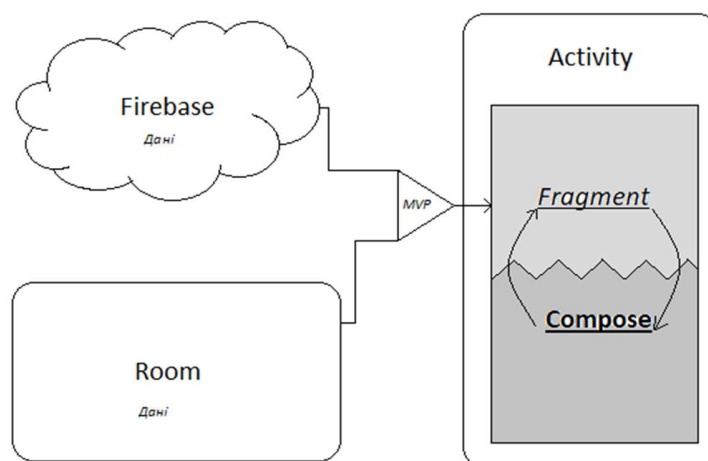 Firebase
Дані
Room
Дані
MVP
Activity
Fragment
Compose